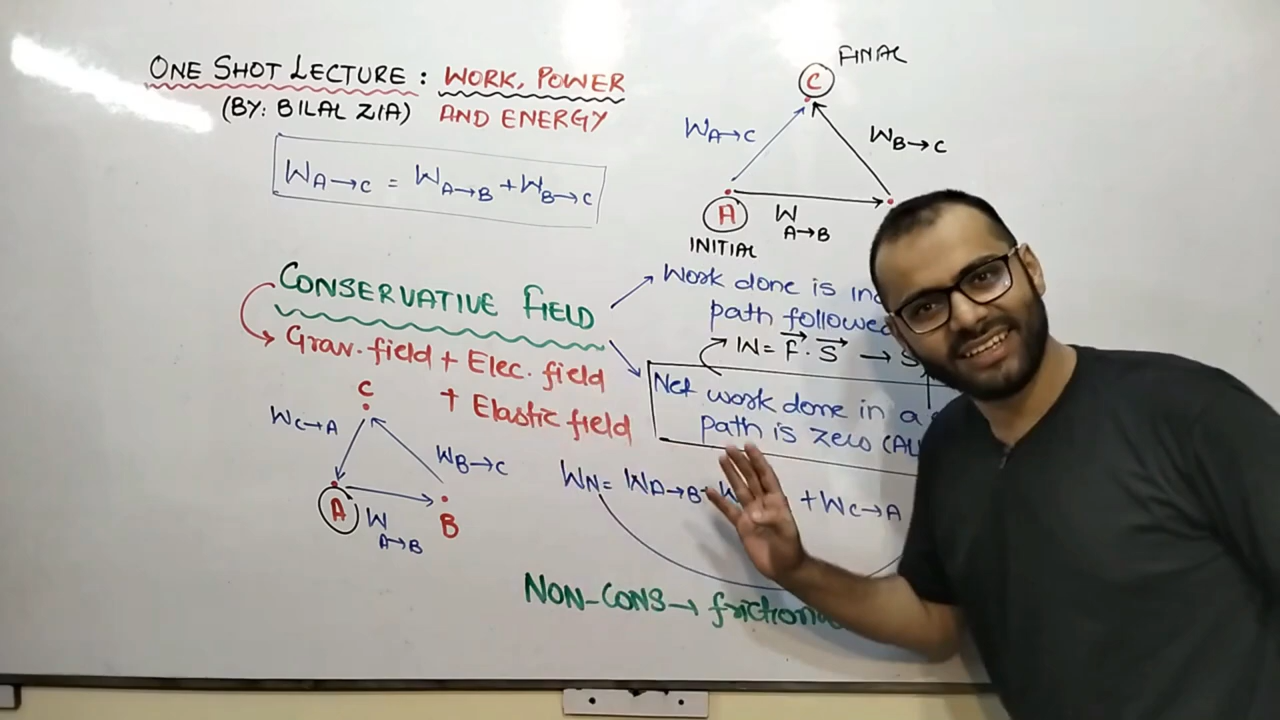 ONE SHOT LECTURE : WORK, POWER
(BY: BILAL ZIA) AND ENERGY
WA→C = WA→B + WB→C
FINAL
C
WA→C
WB→C
A
W A→B
INITIAL
CONSERVATIVE FIELD
Grav. field + Elec. field
+ Elastic field
Work done is
path followed
W = F . S → S
Net work done in a
path is zero
C
WC→A
WB→C
A
W A→B
B
WN = WA→B + + WC→A
NON-CONS →